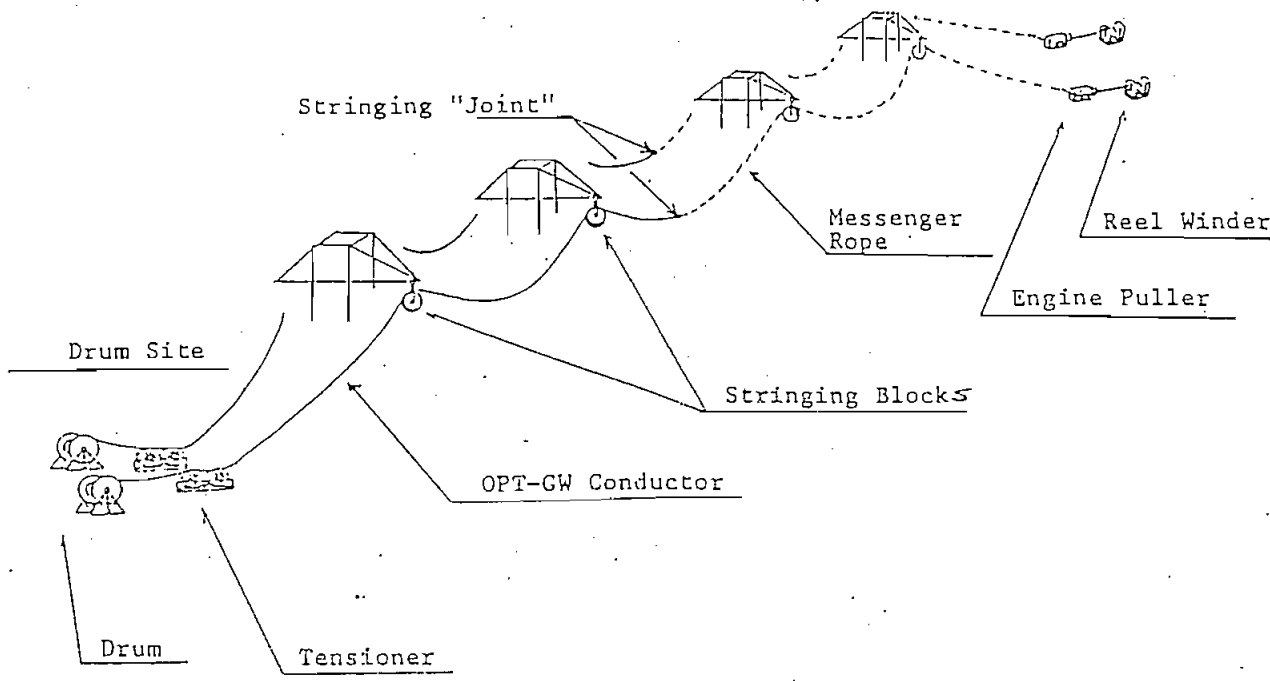 Stringing "Joint"
Messenger
Rope
Reel Winder
Engine Puller
Drum Site
Stringing Blocks
OPT-GW Conductor
Drum
Tensioner